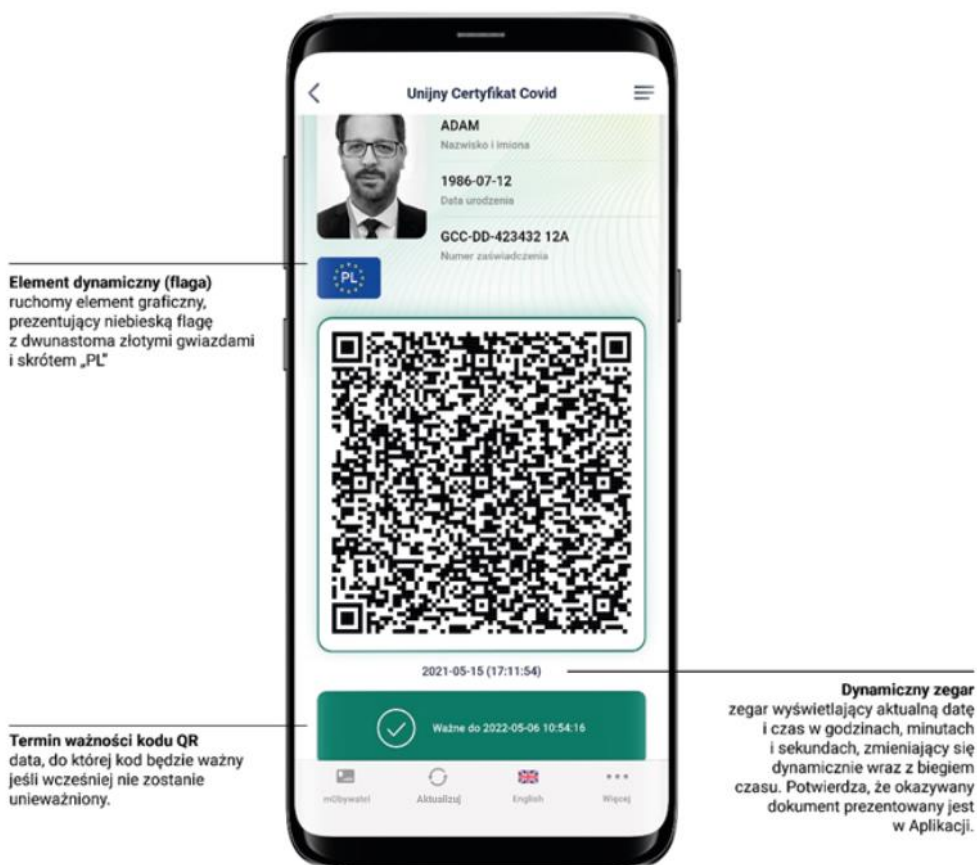 Unijny Certyfikat Covid
ADAM
Nazwisko i imiona
1986-07-12
Data urodzenia
GCC-DD-423432 12A
Numer zaświadczenia
PL
Element dynamiczny (flaga)
ruchomy element graficzny,
prezentujący niebieską flagę
z dwunastoma złotymi gwiazdami
i skrótem „PL”
2021-05-15 (17:11:54)
Dynamiczny zegar
zegar wyświetlający aktualną datę
i czas w godzinach, minutach
i sekundach, zmieniający się
dynamicznie wraz z biegiem
czasu. Potwierdza, że okazywany
dokument prezentowany jest
w Aplikacji.
Ważne do 2022-05-06 10:54:16
Termin ważności kodu QR
data, do której kod będzie ważny
jeśli wcześniej nie zostanie
unieważniony.
mObywatel
Aktualizuj
English
Więcej